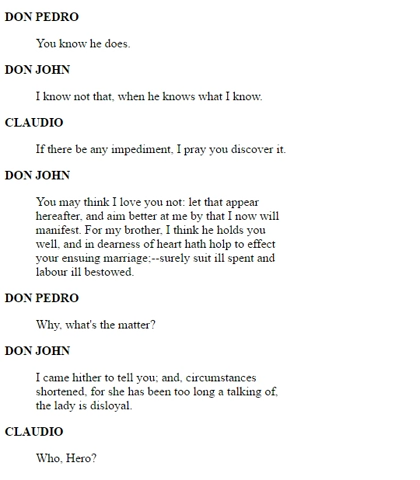 DON PEDRO
You know he does.
DON JOHN
I know not that, when he knows what I know.
CLAUDIO
If there be any impediment, I pray you discover it.
DON JOHN
You may think I love you not: let that appear
hereafter, and aim better at me by that I now will
manifest. For my brother, I think he holds you
well, and in dearness of heart hath holp to effect
your ensuing marriage;--surely suit ill spent and
labour ill bestowed.
DON PEDRO
Why, what's the matter?
DON JOHN
I came hither to tell you; and, circumstances
shortened, for she has been too long a talking of,
the lady is disloyal.
CLAUDIO
Who, Hero?